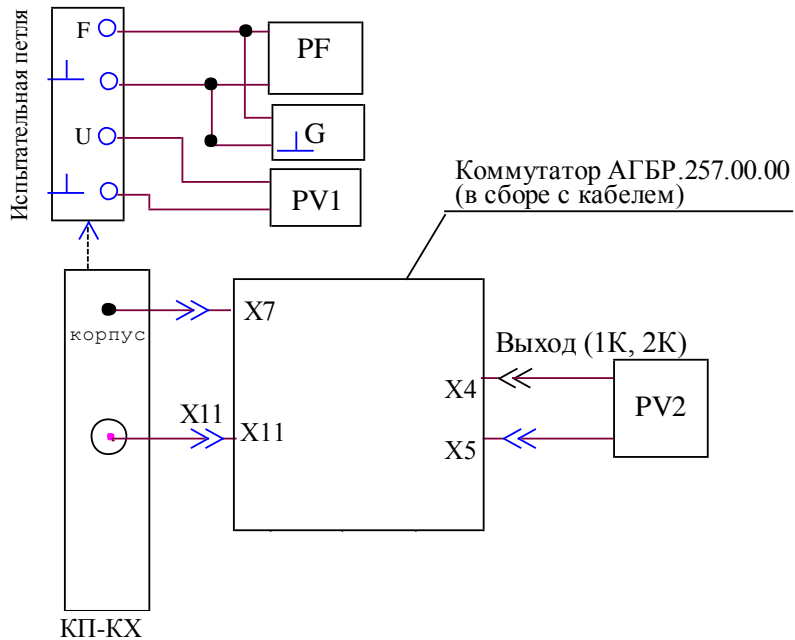 Испытательная петля
F
PF
G
U
PV1
Коммутатор АГБР.257.00.00
(в сборе с кабелем)
X7
корпус
Выход (1К, 2К)
X4
PV2
X11
X11
X5
КП-КХ